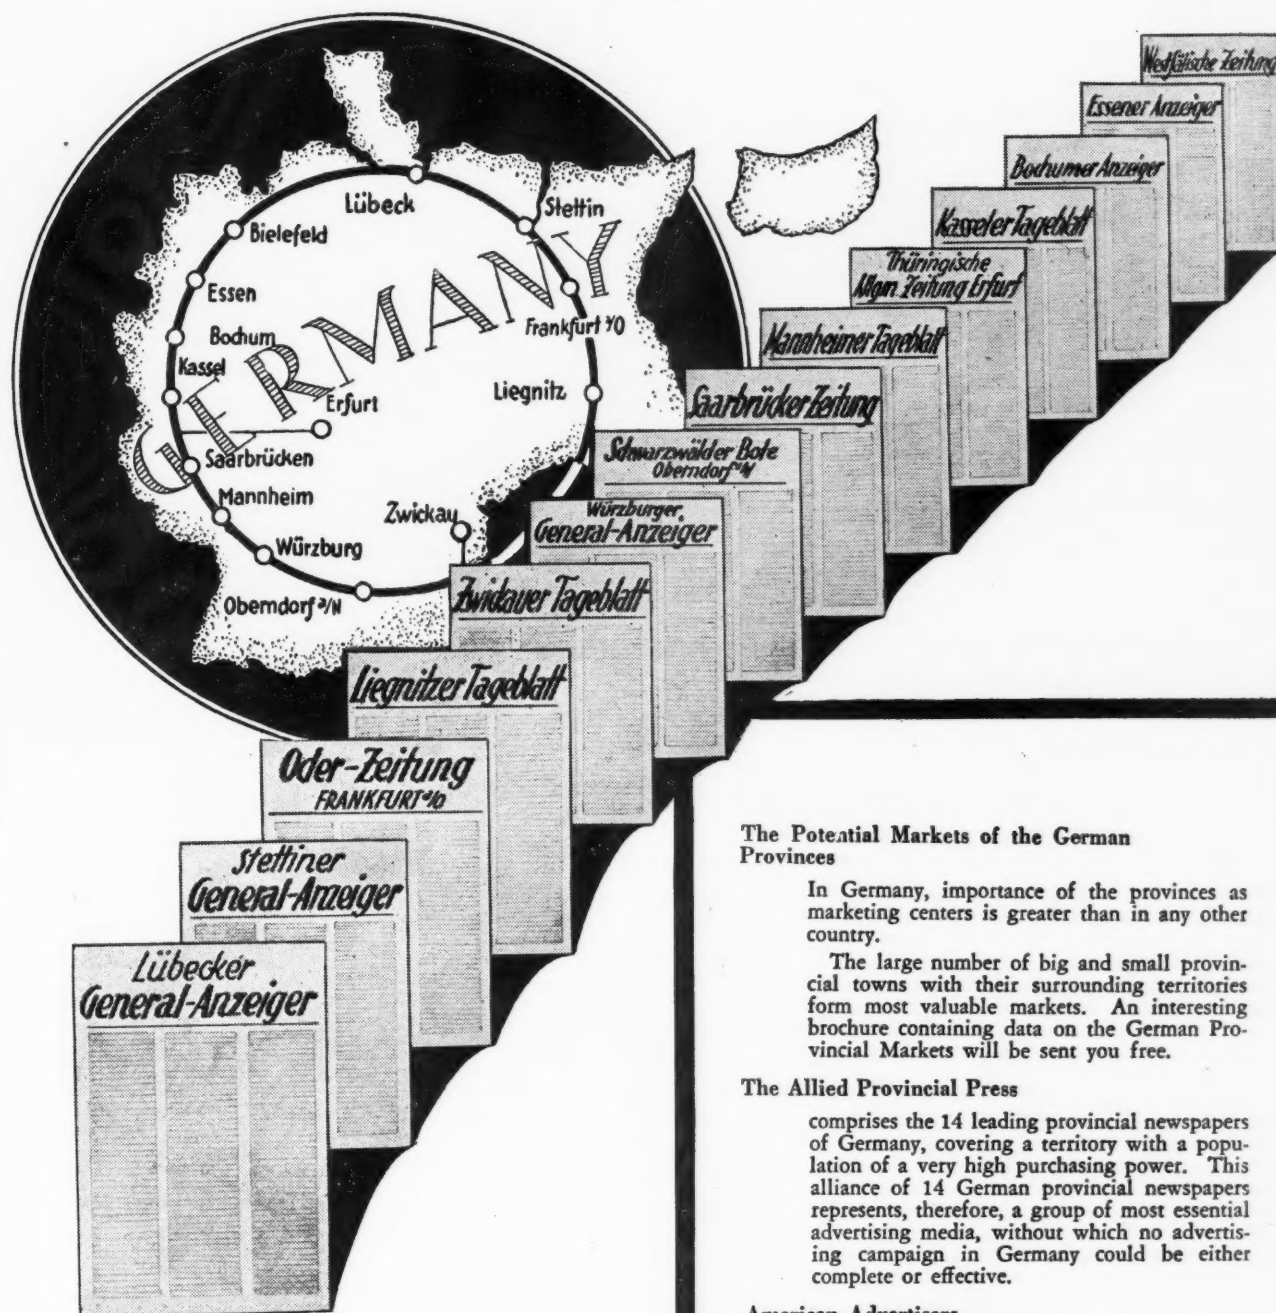 Westfälische Zeitung
Essener Anzeiger
Bochumer Anzeiger
Kasseler Tageblatt
Thüringische
Allgm. Zeitung Erfurt
Mannheimer Tageblatt
Saarbrücker Zeitung
Schwarzwälder Bote
Oberndorf a/N
Würzburger
General-Anzeiger
Zwickauer Tageblatt
Liegnitzer Tageblatt
Oder-Zeitung
FRANKFURT a/O
Stettiner
General-Anzeiger
Lübecker
General-Anzeiger
GERMANY
Lübeck
Stettin
Bielefeld
Essen
Bochum
Frankfurt a/O
Kassel
Erfurt
Liegnitz
Saarbrücken
Mannheim
Zwickau
Würzburg
Oberndorf a/N
The Potential Markets of the German
Provinces
In Germany, importance of the provinces as
marketing centers is greater than in any other
country.
The large number of big and small provin-
cial towns with their surrounding territories
form most valuable markets. An interesting
brochure containing data on the German Pro-
vincial Markets will be sent you free.
The Allied Provincial Press
comprises the 14 leading provincial newspapers
of Germany, covering a territory with a popu-
lation of a very high purchasing power. This
alliance of 14 German provincial newspapers
represents, therefore, a group of most essential
advertising media, without which no advertis-
ing campaign in Germany could be either
complete or effective.
American Advertisers